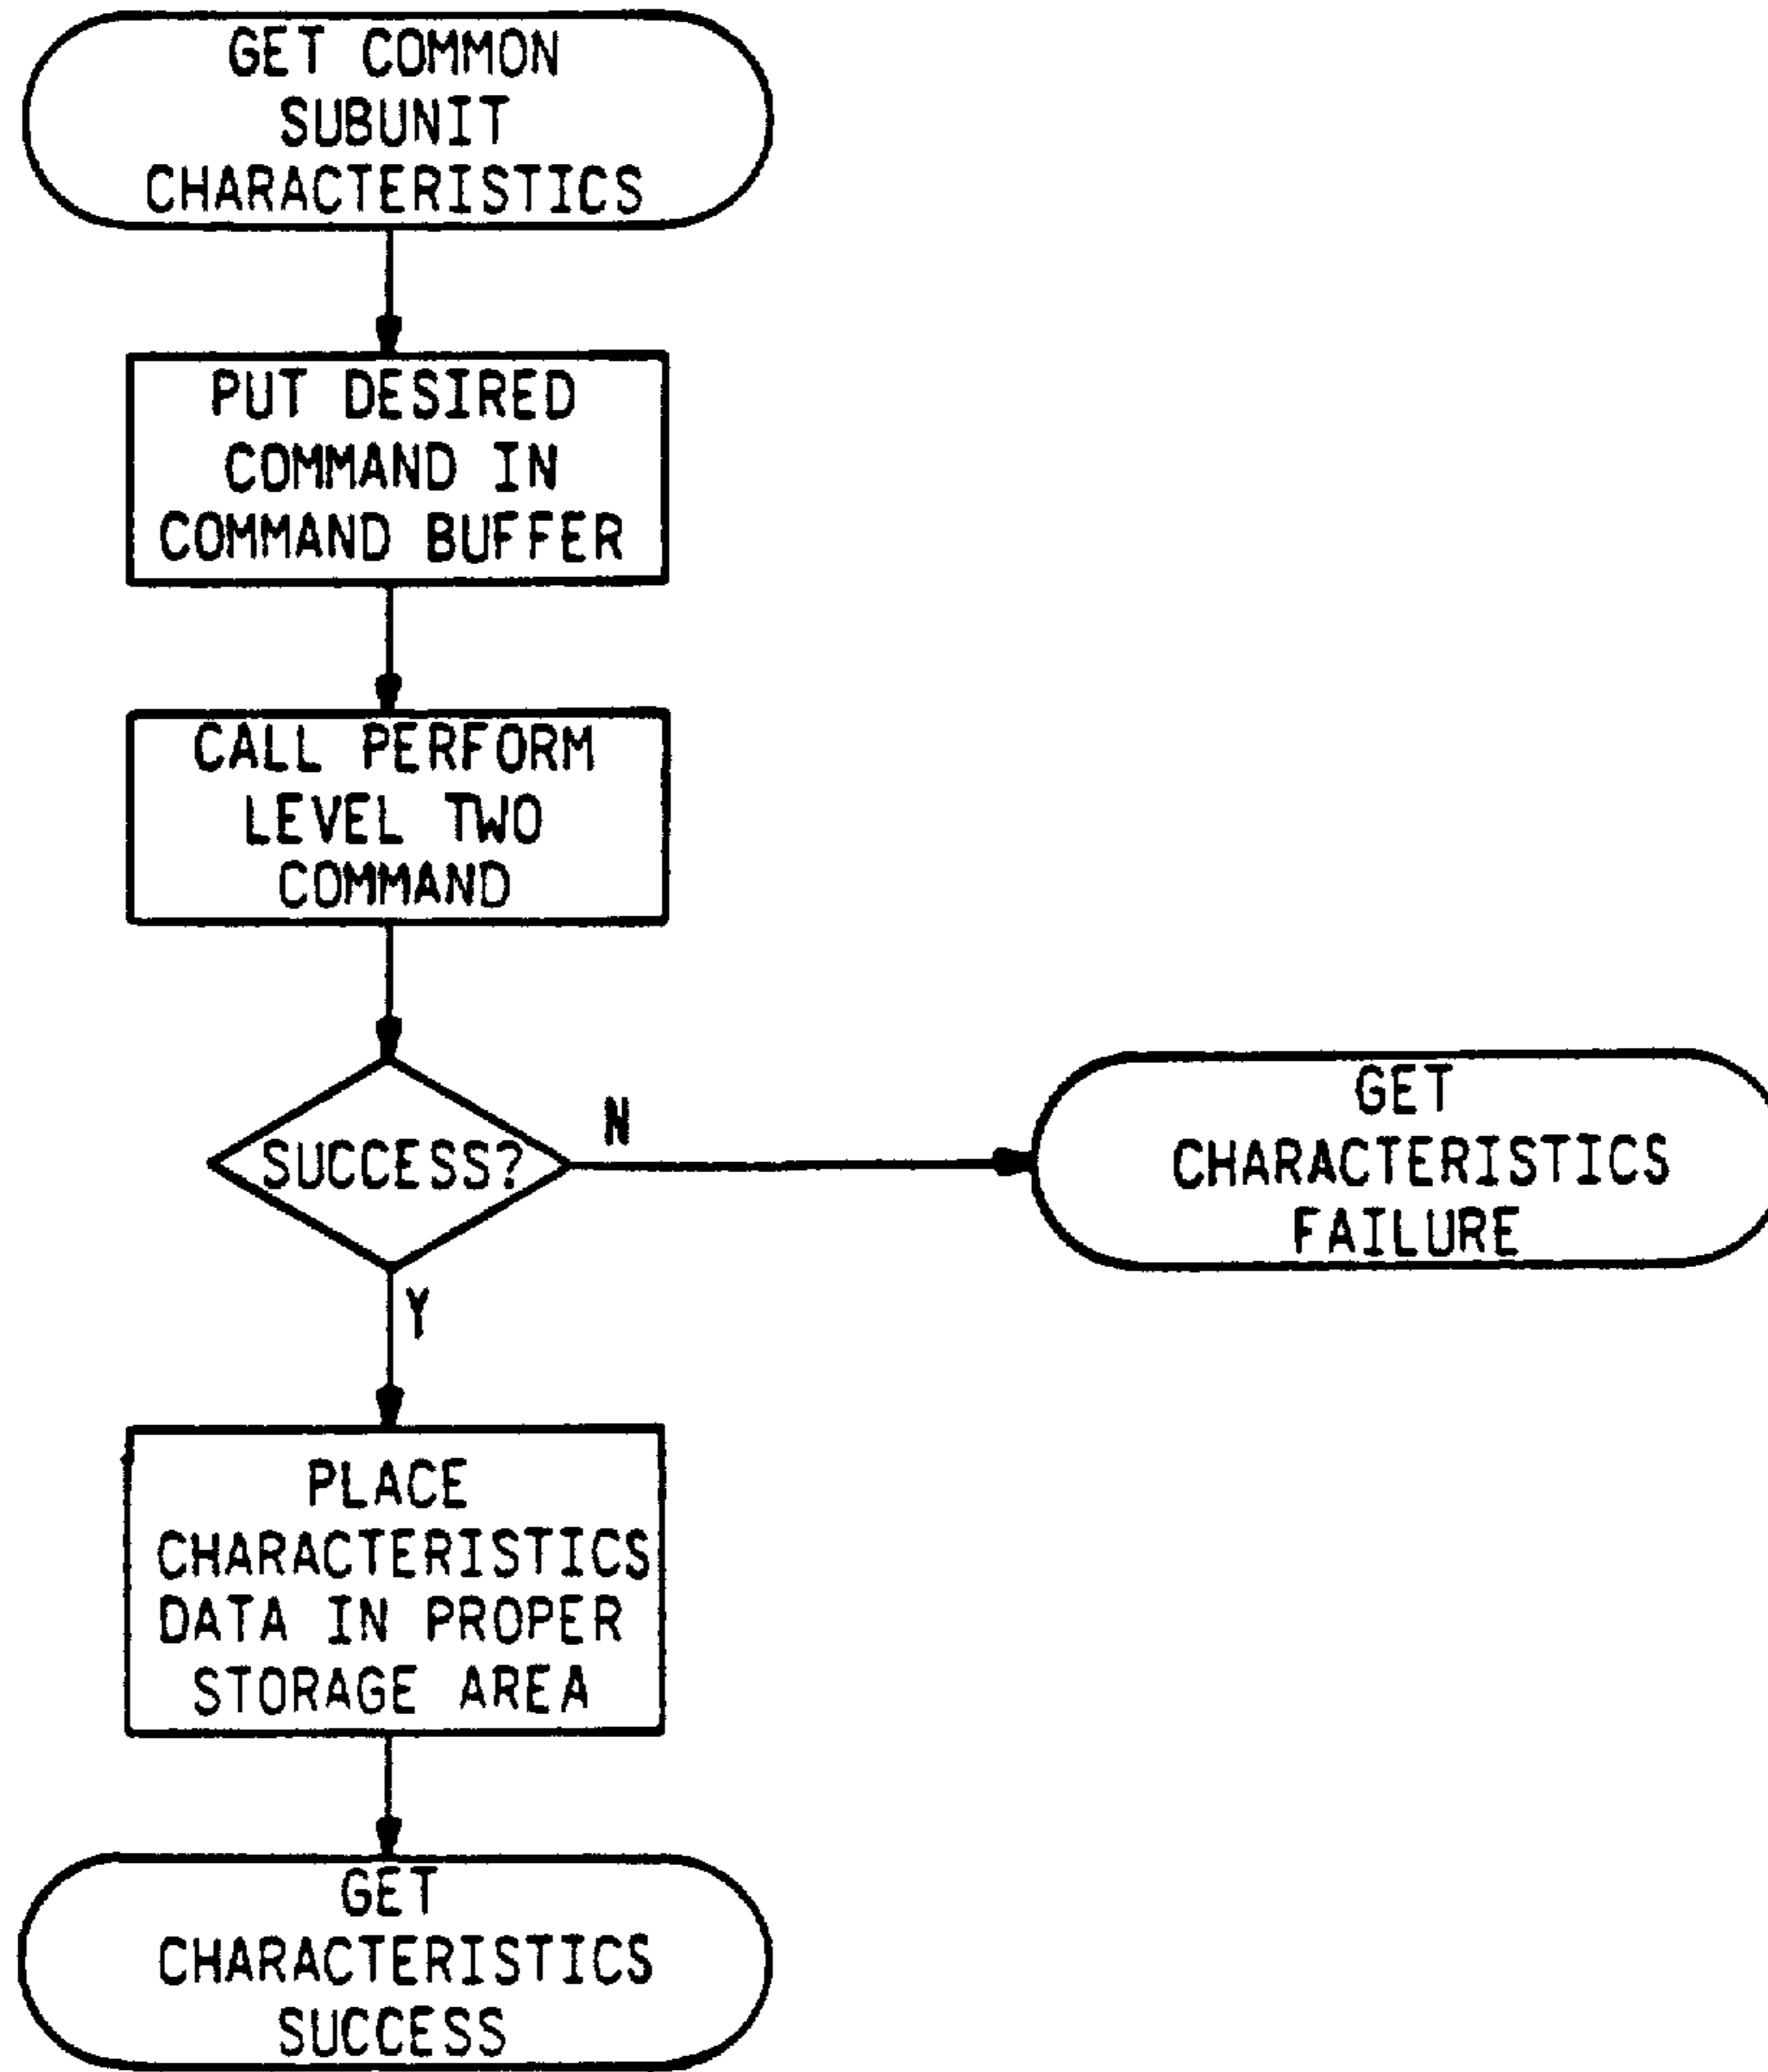 GET COMMON
SUBUNIT
CHARACTERISTICS
PUT DESIRED
COMMAND IN
COMMAND BUFFER
CALL PERFORM
LEVEL TWO
COMMAND
SUCCESS?
N
GET
CHARACTERISTICS
FAILURE
Y
PLACE
CHARACTERISTICS
DATA IN PROPER
STORAGE AREA
GET
CHARACTERISTICS
SUCCESS